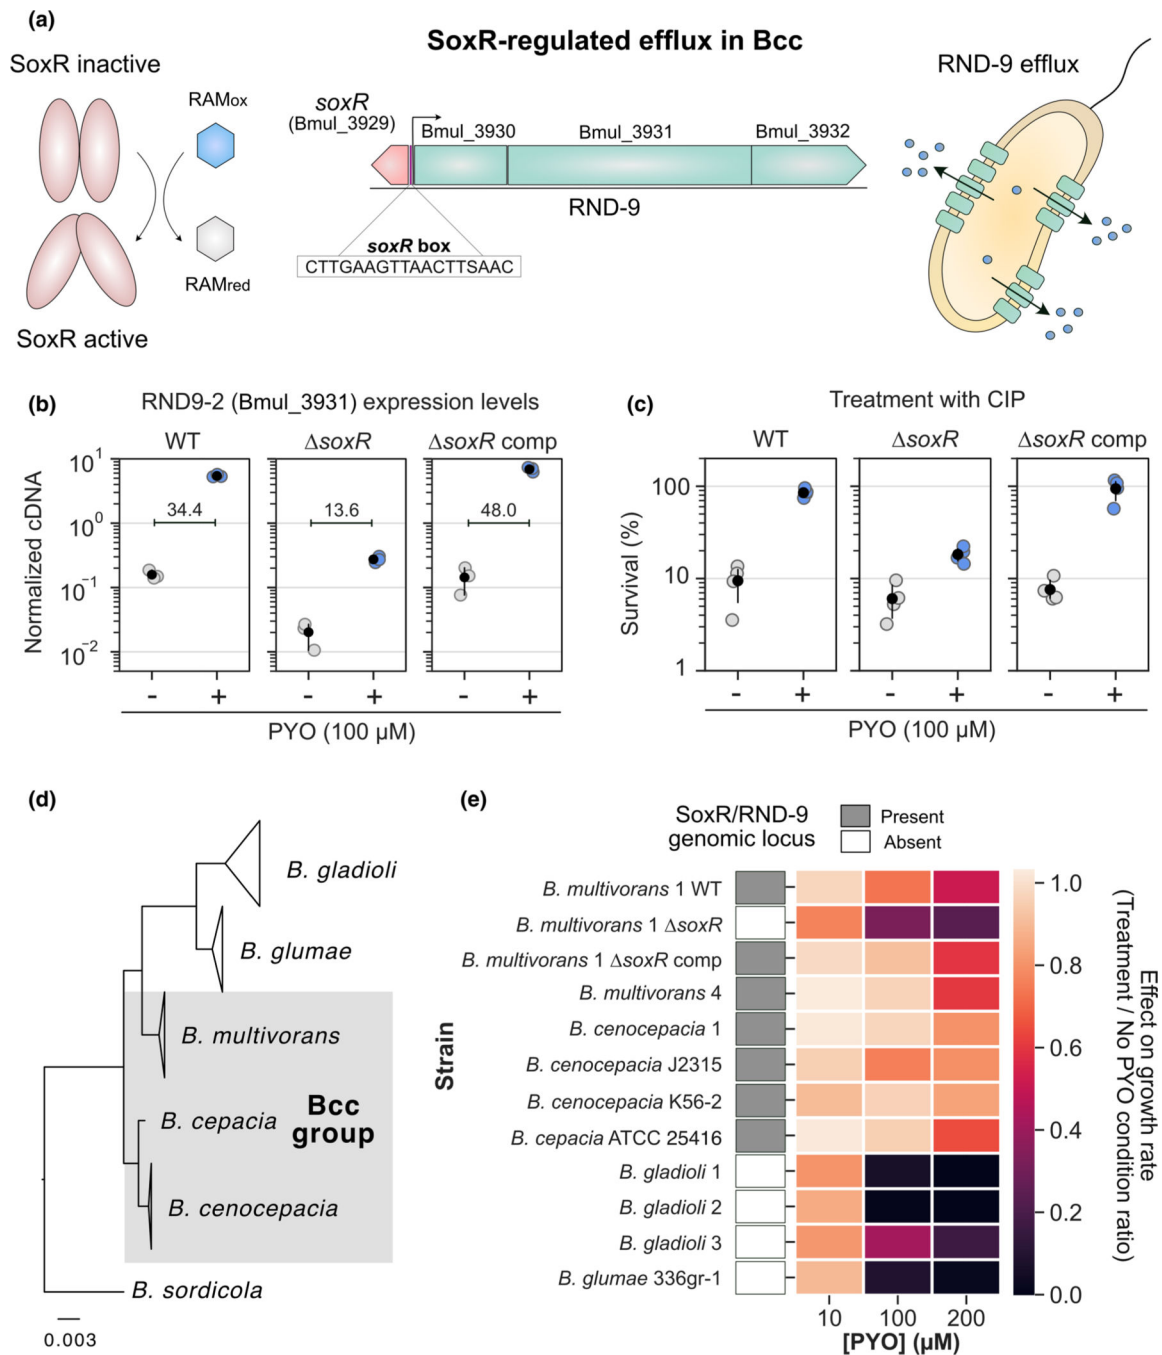 (a)
SoxR-regulated efflux in Bcc
SoxR inactive
RAMox
RAMred
SoxR active
soxR
(Bmul_3929)
Bmul_3930
Bmul_3931
Bmul_3932
RND-9
soxR box
CTTGAAGTTAACTTSAAC
RND-9 efflux
(b)
RND9-2 (Bmul_3931) expression levels
WT
ΔsoxR
ΔsoxR comp
Normalized cDNA
10¹
10⁰
10⁻¹
10⁻²
34.4
13.6
48.0
- + - + - +
PYO (100 µM)
(c)
Treatment with CIP
WT
ΔsoxR
ΔsoxR comp
Survival (%)
100
10
1
- + - + - +
PYO (100 µM)
(d)
B. gladioli
B. glumae
B. multivorans
B. cepacia
Bcc
group
B. cenocepacia
B. sordicola
0.003
(e)
SoxR/RND-9
genomic locus
Present
Absent
Strain
B. multivorans 1 WT
B. multivorans 1 ΔsoxR
B. multivorans 1 ΔsoxR comp
B. multivorans 4
B. cenocepacia 1
B. cenocepacia J2315
B. cenocepacia K56-2
B. cepacia ATCC 25416
B. gladioli 1
B. gladioli 2
B. gladioli 3
B. glumae 336gr-1
10 100 200
[PYO] (µM)
1.0
0.8
0.6
0.4
0.2
0.0
Effect on growth rate
(Treatment / No PYO condition ratio)